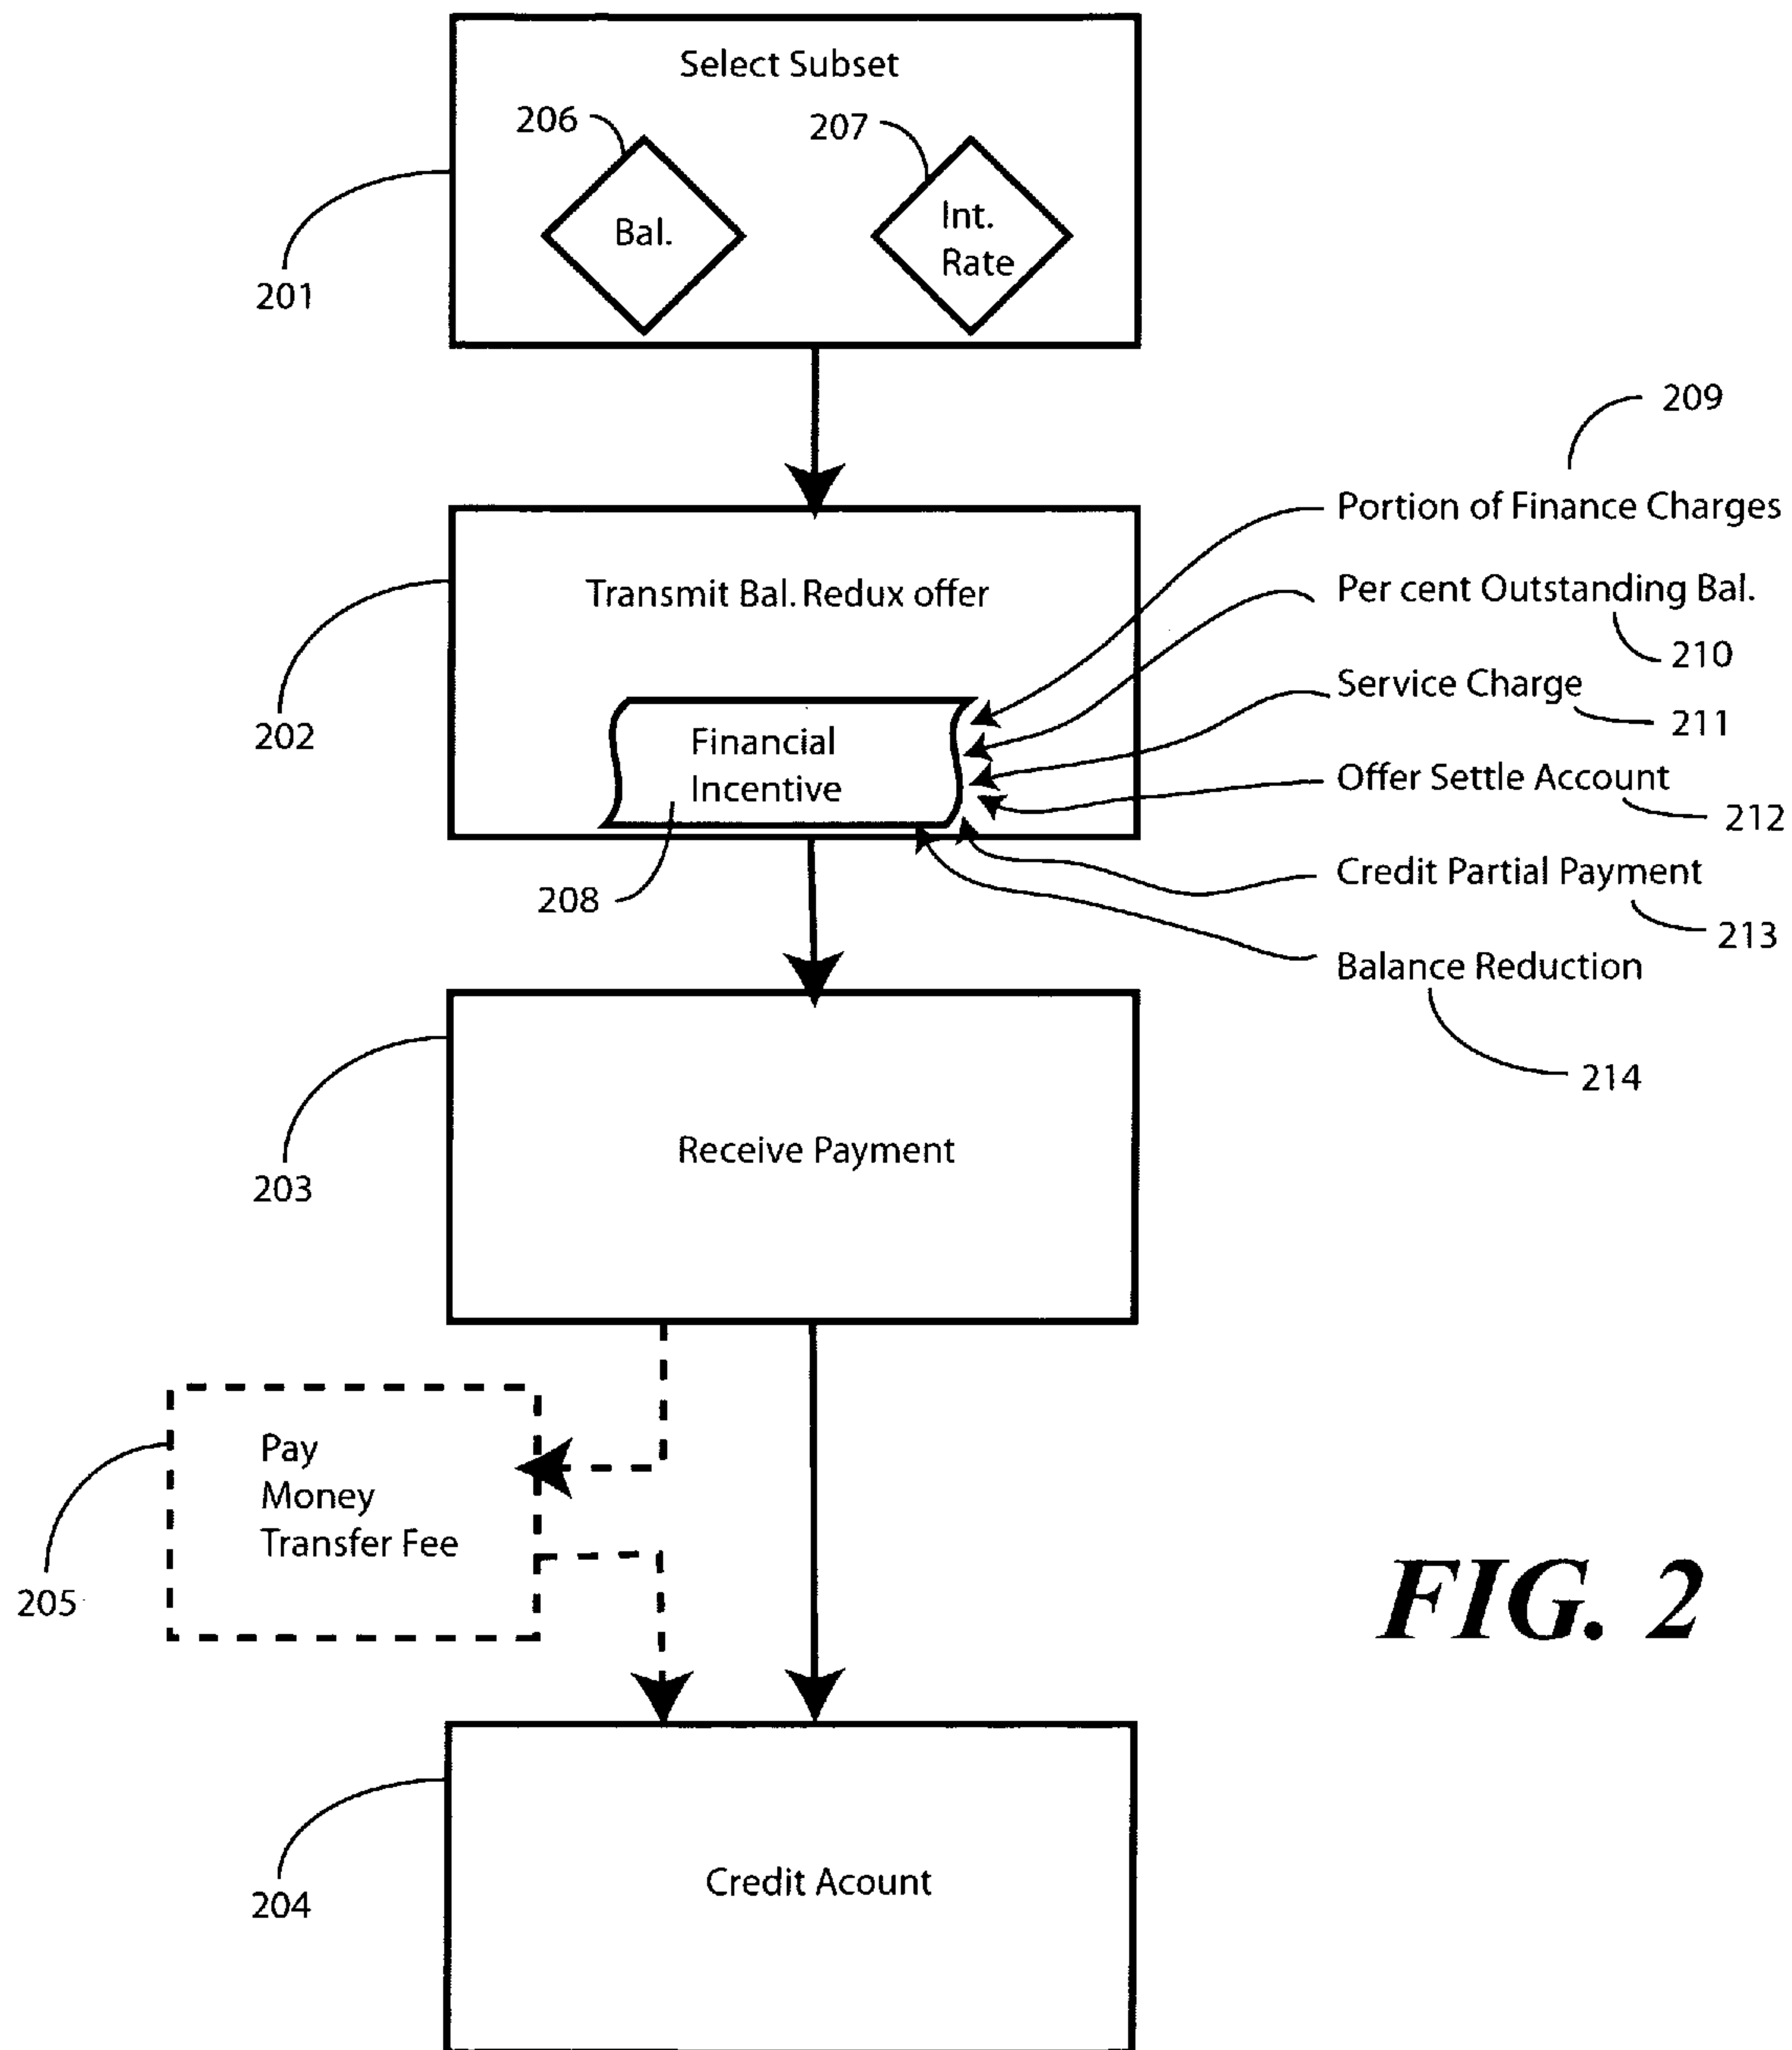 Select Subset
206
207
Bal.
Int.
Rate
201
209
Portion of Finance Charges
Transmit Bal. Redux offer
Per cent Outstanding Bal.
210
Service Charge
211
202
Financial
Incentive
Offer Settle Account
212
208
Credit Partial Payment
213
Balance Reduction
214
Receive Payment
203
Pay
Money
Transfer Fee
205
FIG. 2
Credit Acount
204